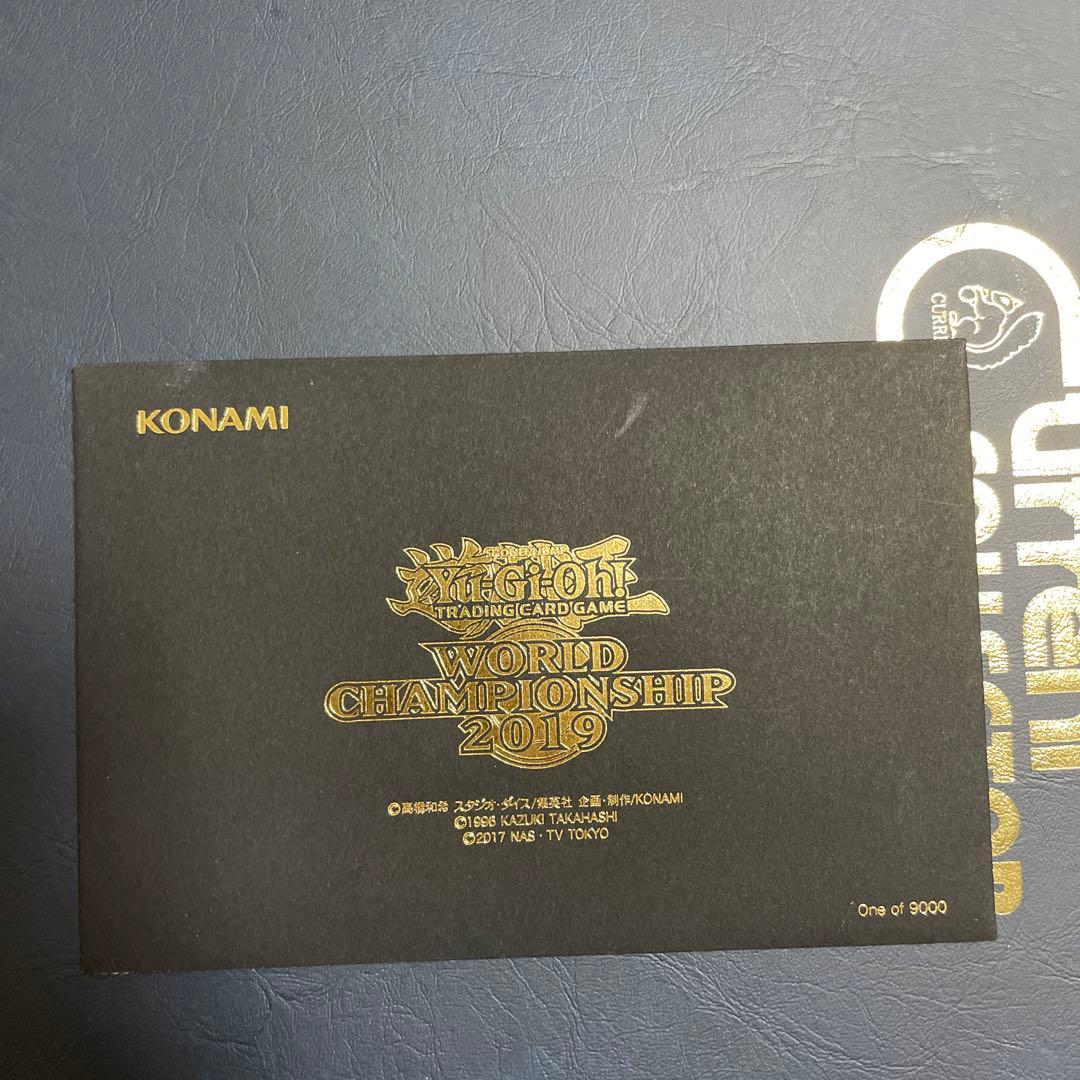 KONAMI
SHONEN JUMP
Yu-Gi-Oh!
TRADING CARD GAME
WORLD
CHAMPIONSHIP
2019
©高橋和希 スタジオ・ダイス/集英社 企画・制作/KONAMI
©1996 KAZUKI TAKAHASHI
©2017 NAS・TV TOKYO
One of 9000